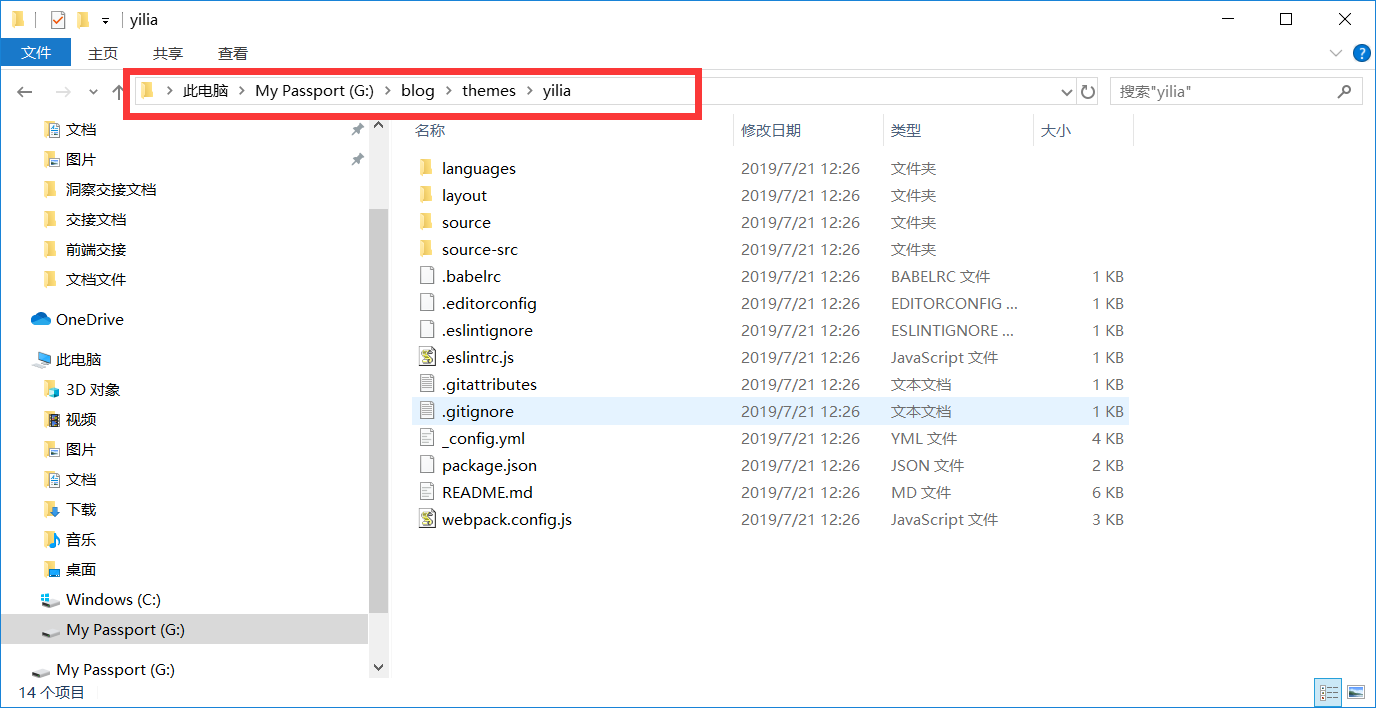 yilia
文件 主页 共享 查看
此电脑 My Passport (G:) blog themes yilia
搜索"yilia"
文档
图片
洞察交接文档
交接文档
前端交接
文档文件
OneDrive
此电脑
3D 对象
视频
图片
文档
下载
音乐
桌面
Windows (C:)
My Passport (G:)
My Passport (G:)
名称 修改日期 类型 大小
languages 2019/7/21 12:26 文件夹
layout 2019/7/21 12:26 文件夹
source 2019/7/21 12:26 文件夹
source-src 2019/7/21 12:26 文件夹
.babelrc 2019/7/21 12:26 BABELRC 文件 1 KB
.editorconfig 2019/7/21 12:26 EDITORCONFIG ... 1 KB
.eslintignore 2019/7/21 12:26 ESLINTIGNORE ... 1 KB
.eslintrc.js 2019/7/21 12:26 JavaScript 文件 1 KB
.gitattributes 2019/7/21 12:26 文本文档 1 KB
.gitignore 2019/7/21 12:26 文本文档 1 KB
_config.yml 2019/7/21 12:26 YML 文件 4 KB
package.json 2019/7/21 12:26 JSON 文件 2 KB
README.md 2019/7/21 12:26 MD 文件 6 KB
webpack.config.js 2019/7/21 12:26 JavaScript 文件 3 KB
14 个项目